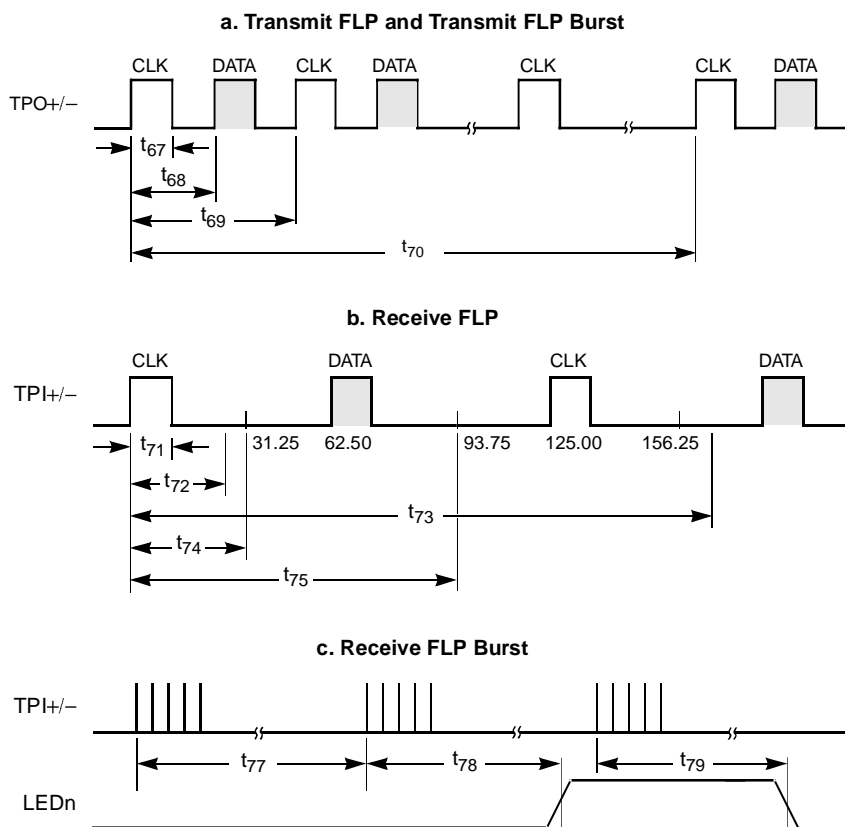 a. Transmit FLP and Transmit FLP Burst
CLK DATA CLK DATA CLK CLK DATA
TPO+/−
t67
t68
t69
t70
b. Receive FLP
CLK DATA CLK DATA
TPI+/−
31.25 62.50 93.75 125.00 156.25
t71
t72
t73
t74
t75
c. Receive FLP Burst
TPI+/−
t77 t78 t79
LEDn